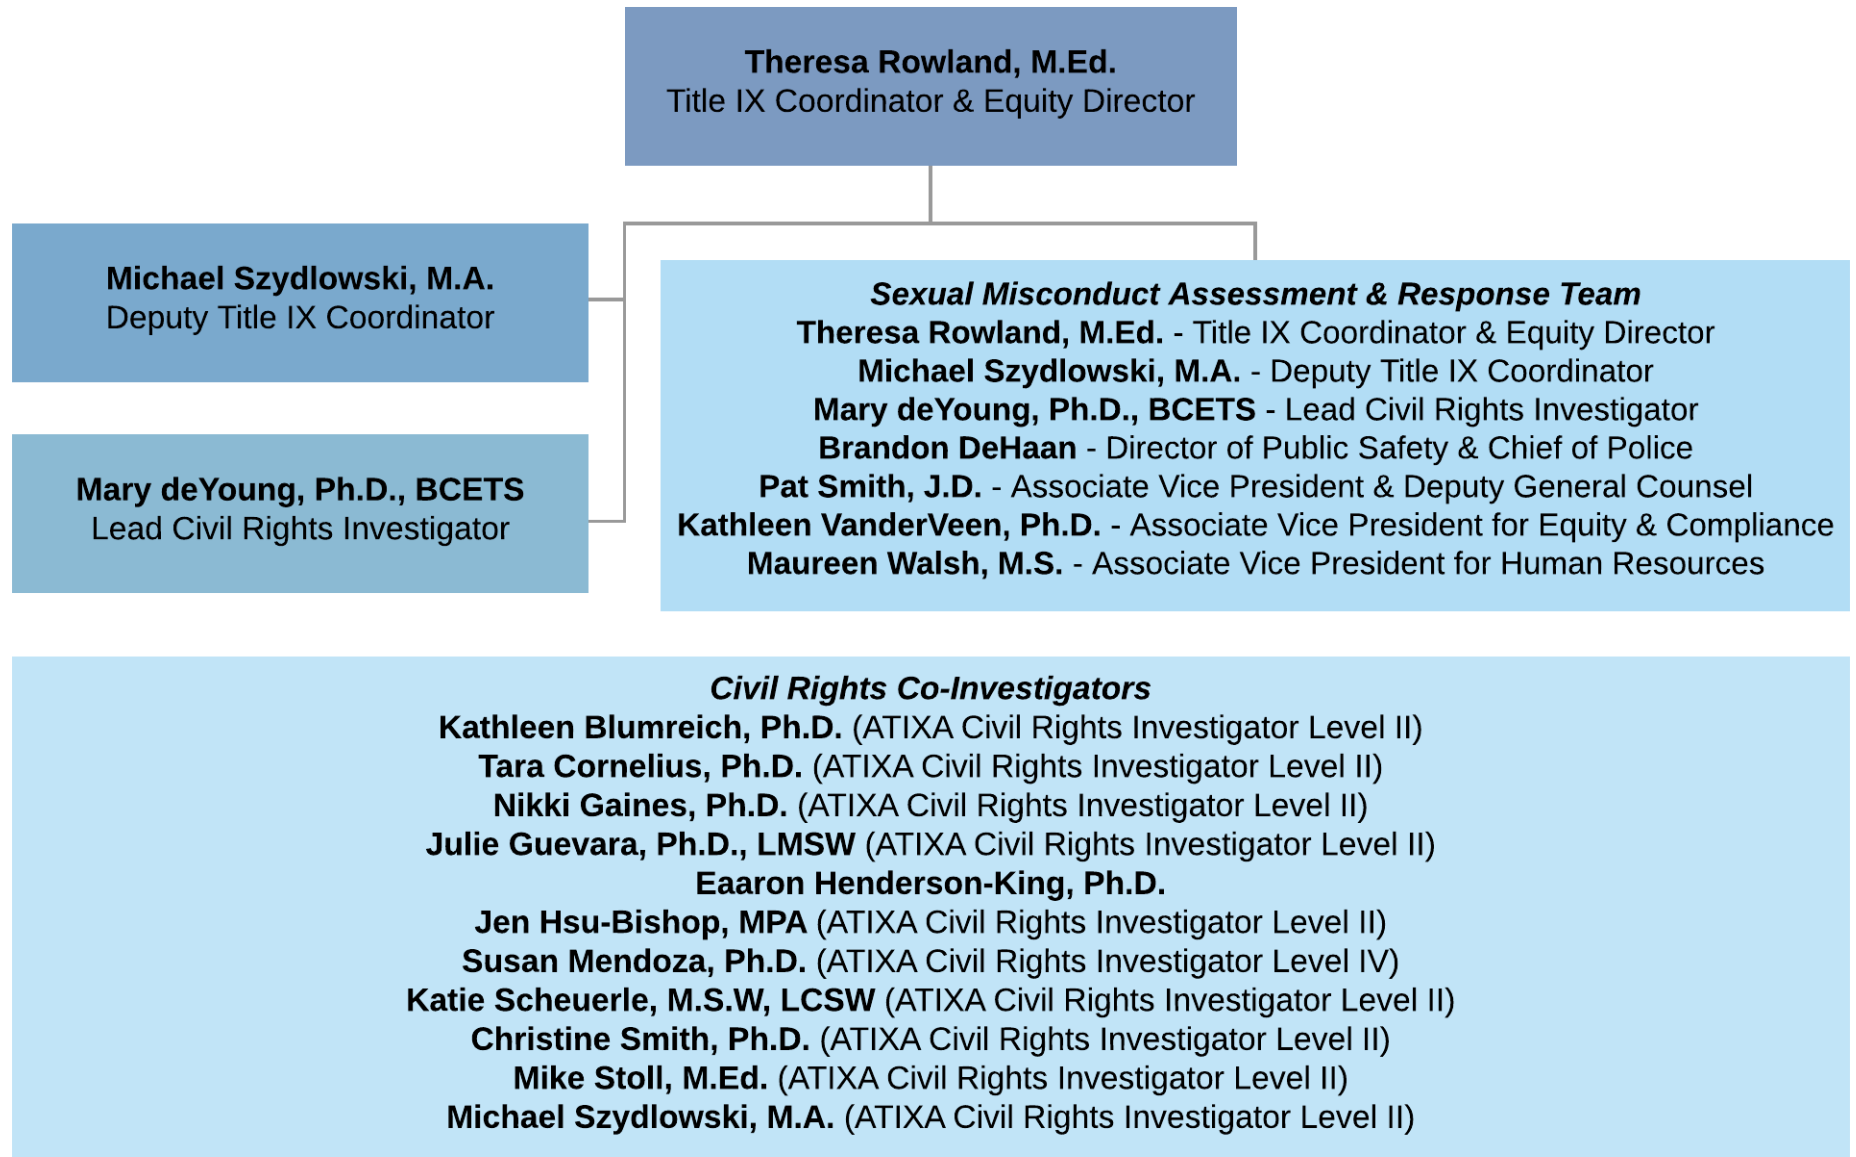 Theresa Rowland, M.Ed.
Title IX Coordinator & Equity Director
Michael Szydlowski, M.A.
Deputy Title IX Coordinator
Mary deYoung, Ph.D., BCETS
Lead Civil Rights Investigator
Sexual Misconduct Assessment & Response Team
Theresa Rowland, M.Ed. - Title IX Coordinator & Equity Director
Michael Szydlowski, M.A. - Deputy Title IX Coordinator
Mary deYoung, Ph.D., BCETS - Lead Civil Rights Investigator
Brandon DeHaan - Director of Public Safety & Chief of Police
Pat Smith, J.D. - Associate Vice President & Deputy General Counsel
Kathleen VanderVeen, Ph.D. - Associate Vice President for Equity & Compliance
Maureen Walsh, M.S. - Associate Vice President for Human Resources
Civil Rights Co-Investigators
Kathleen Blumreich, Ph.D. (ATIXA Civil Rights Investigator Level II)
Tara Cornelius, Ph.D. (ATIXA Civil Rights Investigator Level II)
Nikki Gaines, Ph.D. (ATIXA Civil Rights Investigator Level II)
Julie Guevara, Ph.D., LMSW (ATIXA Civil Rights Investigator Level II)
Eaaron Henderson-King, Ph.D.
Jen Hsu-Bishop, MPA (ATIXA Civil Rights Investigator Level II)
Susan Mendoza, Ph.D. (ATIXA Civil Rights Investigator Level IV)
Katie Scheuerle, M.S.W, LCSW (ATIXA Civil Rights Investigator Level II)
Christine Smith, Ph.D. (ATIXA Civil Rights Investigator Level II)
Mike Stoll, M.Ed. (ATIXA Civil Rights Investigator Level II)
Michael Szydlowski, M.A. (ATIXA Civil Rights Investigator Level II)